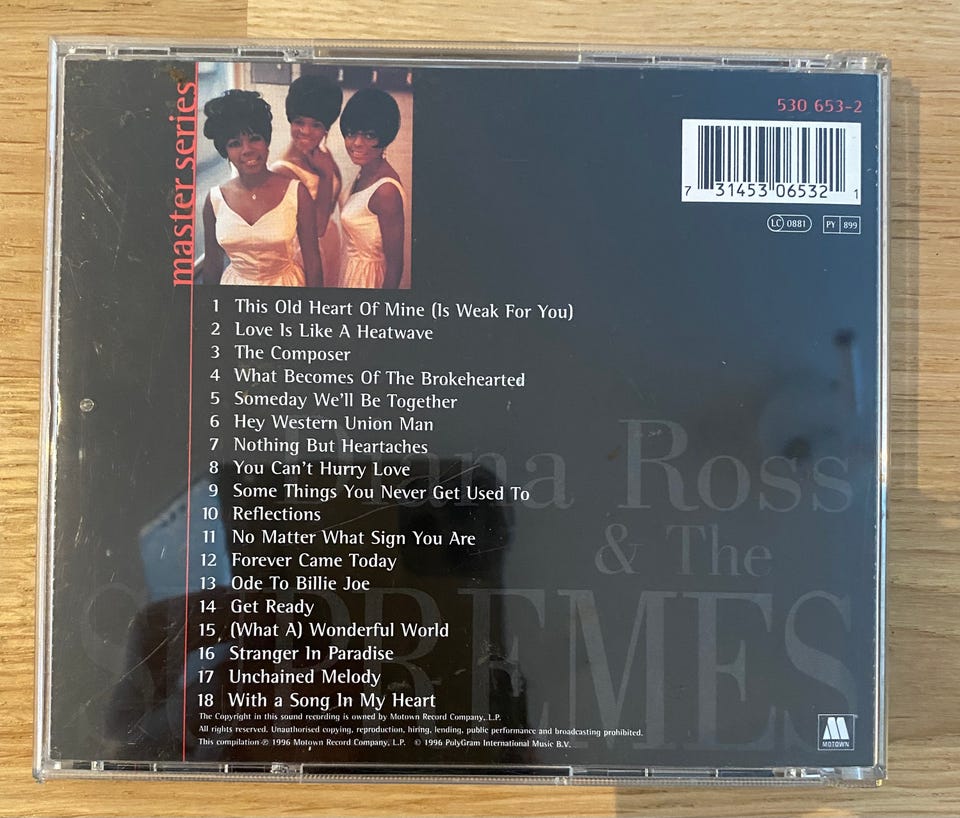 master series
530 653-2
7 31453 06532 1
LC 0881 PY 899
1 This Old Heart Of Mine (Is Weak For You)
2 Love Is Like A Heatwave
3 The Composer
4 What Becomes Of The Brokehearted
5 Someday We'll Be Together
6 Hey Western Union Man
7 Nothing But Heartaches
8 You Can't Hurry Love
9 Some Things You Never Get Used To
10 Reflections
11 No Matter What Sign You Are
12 Forever Came Today
13 Ode To Billie Joe
14 Get Ready
15 (What A) Wonderful World
16 Stranger In Paradise
17 Unchained Melody
18 With a Song In My Heart
Diana Ross
& The
SUPREMES
The Copyright in this sound recording is owned by Motown Record Company, L.P.
All rights reserved. Unauthorised copying, reproduction, hiring, lending, public performance and broadcasting prohibited.
This compilation ℗ 1996 Motown Record Company, L.P. © 1996 PolyGram International Music B.V.
M
MOTOWN